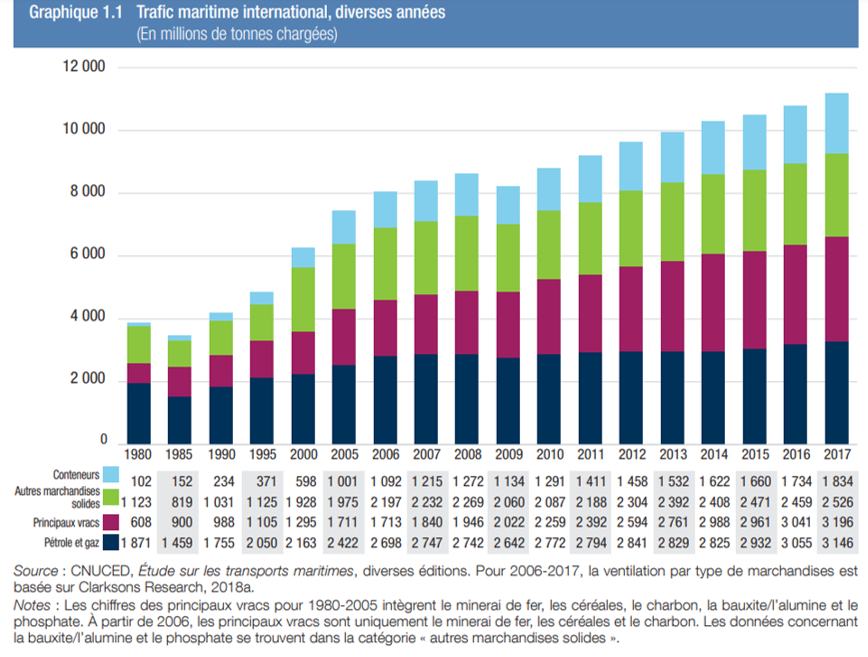 Graphique 1.1 Trafic maritime international, diverses années
(En millions de tonnes chargées)
12 000
10 000
8 000
6 000
4 000
2 000
0
1980 1985 1990 1995 2000 2005 2006 2007 2008 2009 2010 2011 2012 2013 2014 2015 2016 2017
Conteneurs 102 152 234 371 598 1 001 1 092 1 215 1 272 1 134 1 291 1 411 1 458 1 532 1 622 1 660 1 734 1 834
Autres marchandises
solides 1 123 819 1 031 1 125 1 928 1 975 2 197 2 232 2 269 2 060 2 087 2 188 2 304 2 392 2 408 2 471 2 459 2 526
Principaux vracs 608 900 988 1 105 1 295 1 711 1 713 1 840 1 946 2 022 2 259 2 392 2 594 2 761 2 988 2 961 3 041 3 196
Pétrole et gaz 1 871 1 459 1 755 2 050 2 163 2 422 2 698 2 747 2 742 2 642 2 772 2 794 2 841 2 829 2 825 2 932 3 055 3 146
Source : CNUCED, Étude sur les transports maritimes, diverses éditions. Pour 2006-2017, la ventilation par type de marchandises est
basée sur Clarksons Research, 2018a.
Notes : Les chiffres des principaux vracs pour 1980-2005 intègrent le minerai de fer, les céréales, le charbon, la bauxite/l'alumine et le
phosphate. À partir de 2006, les principaux vracs sont uniquement le minerai de fer, les céréales et le charbon. Les données concernant
la bauxite/l'alumine et le phosphate se trouvent dans la catégorie « autres marchandises solides ».